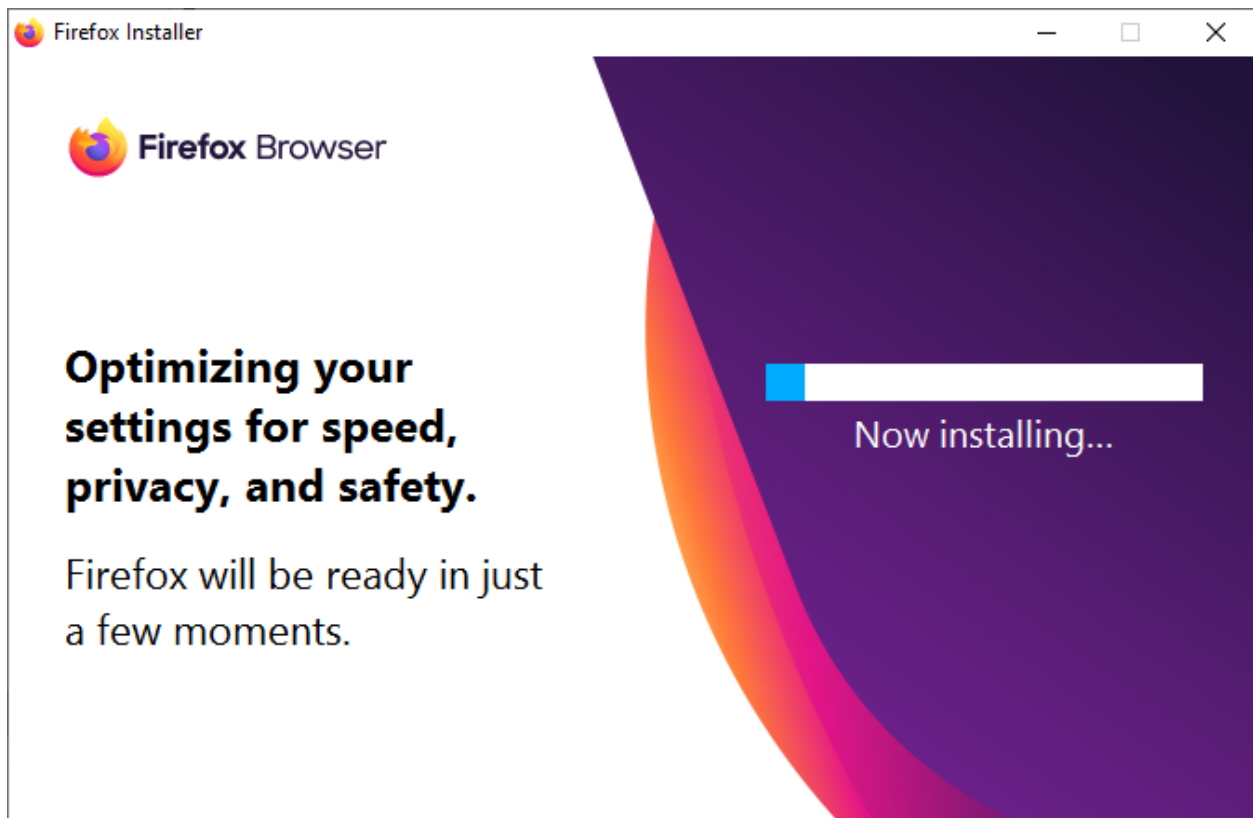 Firefox Installer
Firefox Browser
Optimizing your
settings for speed,
privacy, and safety.
Firefox will be ready in just
a few moments.
Now installing...